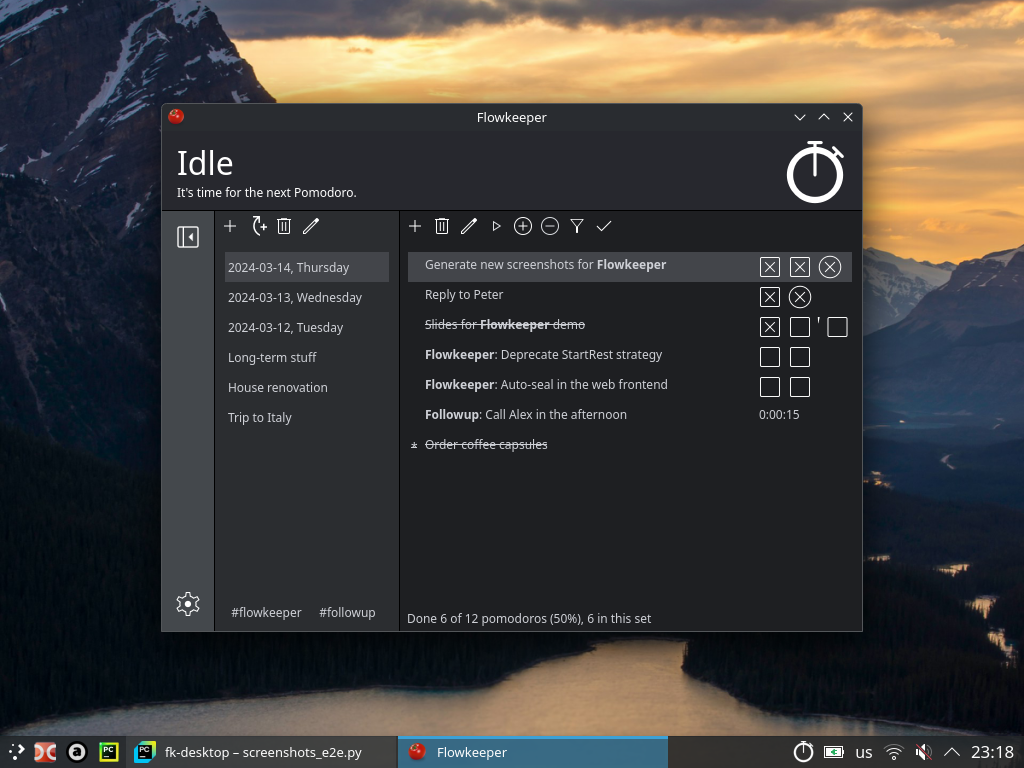 Flowkeeper
Idle
It's time for the next Pomodoro.
2024-03-14, Thursday
2024-03-13, Wednesday
2024-03-12, Tuesday
Long-term stuff
House renovation
Trip to Italy
#flowkeeper #followup
Generate new screenshots for Flowkeeper
Reply to Peter
Slides for Flowkeeper demo
Flowkeeper: Deprecate StartRest strategy
Flowkeeper: Auto-seal in the web frontend
Followup: Call Alex in the afternoon 0:00:15
Order coffee capsules
Done 6 of 12 pomodoros (50%), 6 in this set
a
PC
PC
fk-desktop – screenshots_e2e.py
Flowkeeper
us
23:18